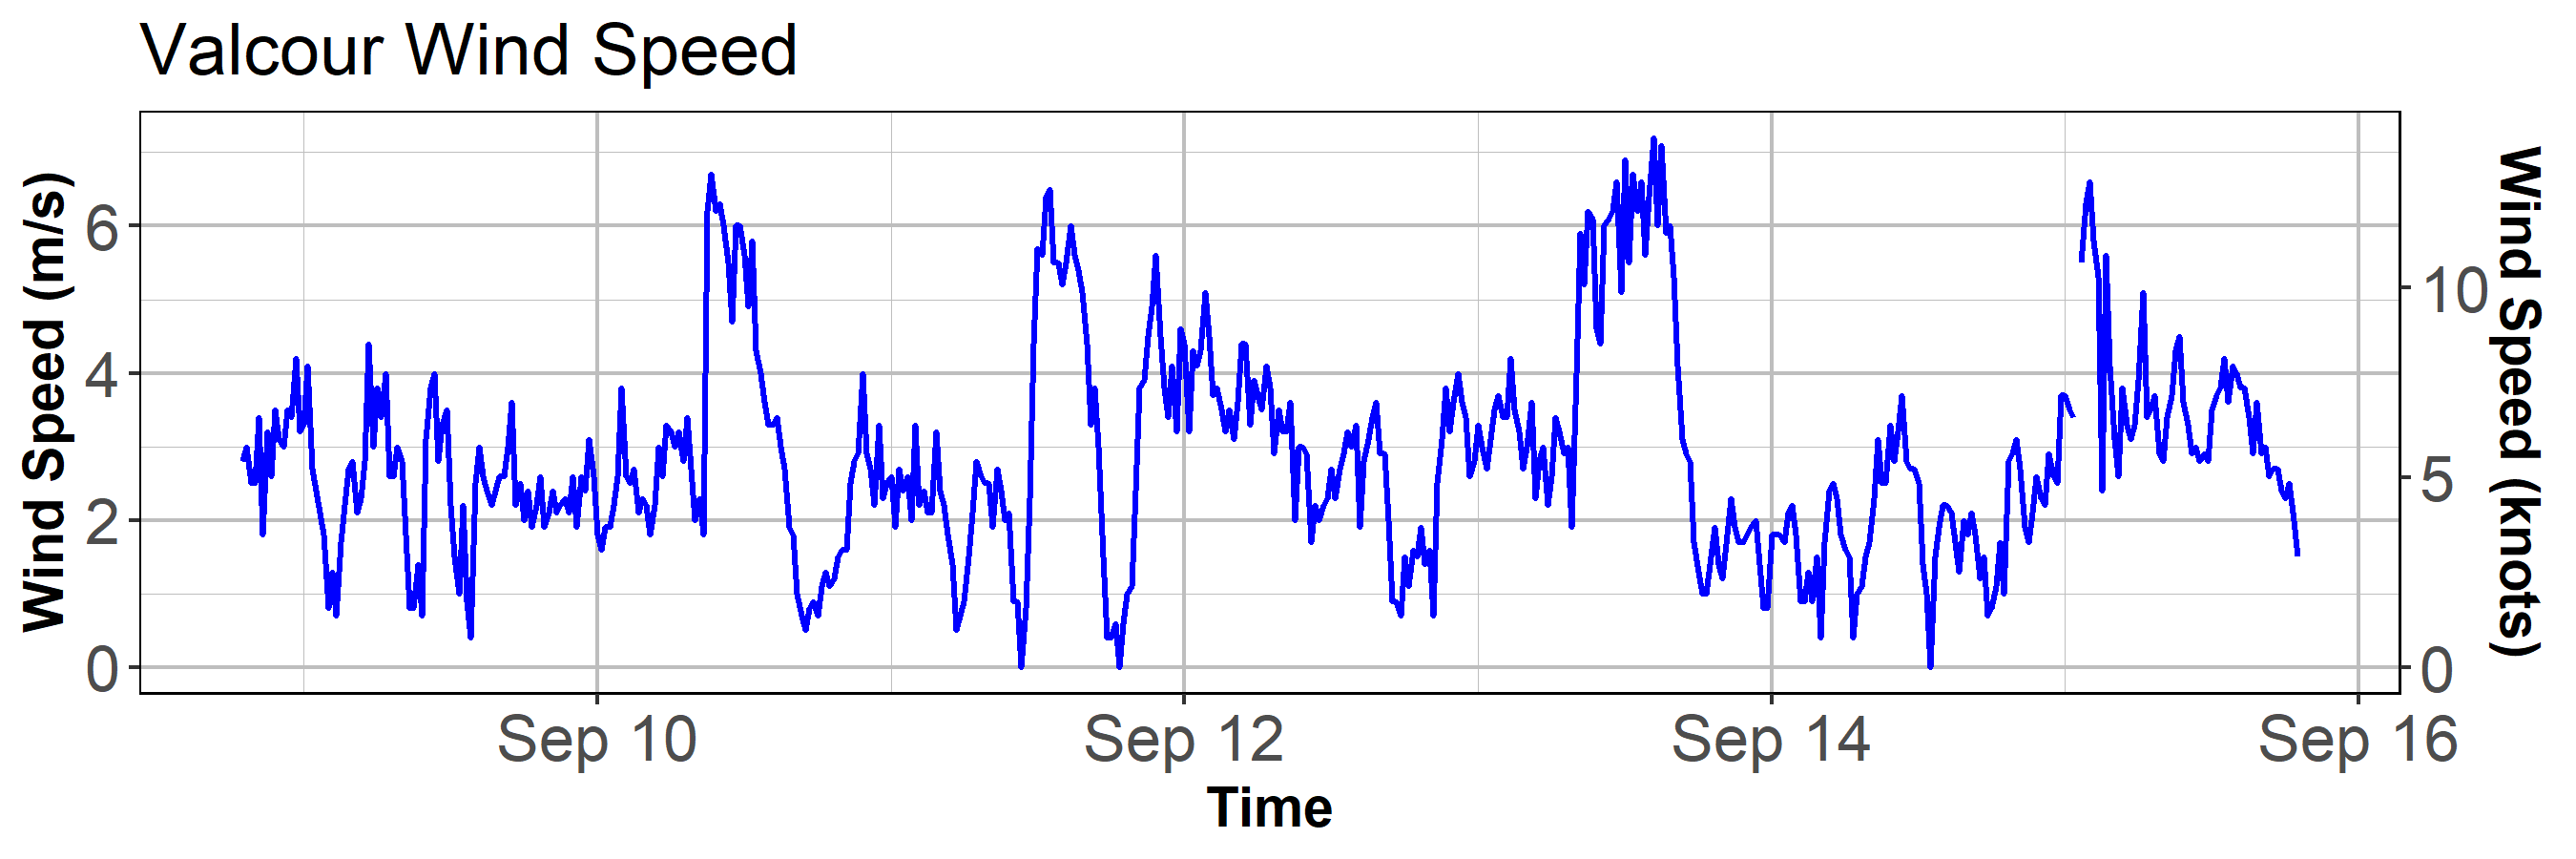 Valcour Wind Speed
Wind Speed (m/s)
6
4
2
0
10
5
0
Wind Speed (knots)
Sep 10
Sep 12
Sep 14
Sep 16
Time